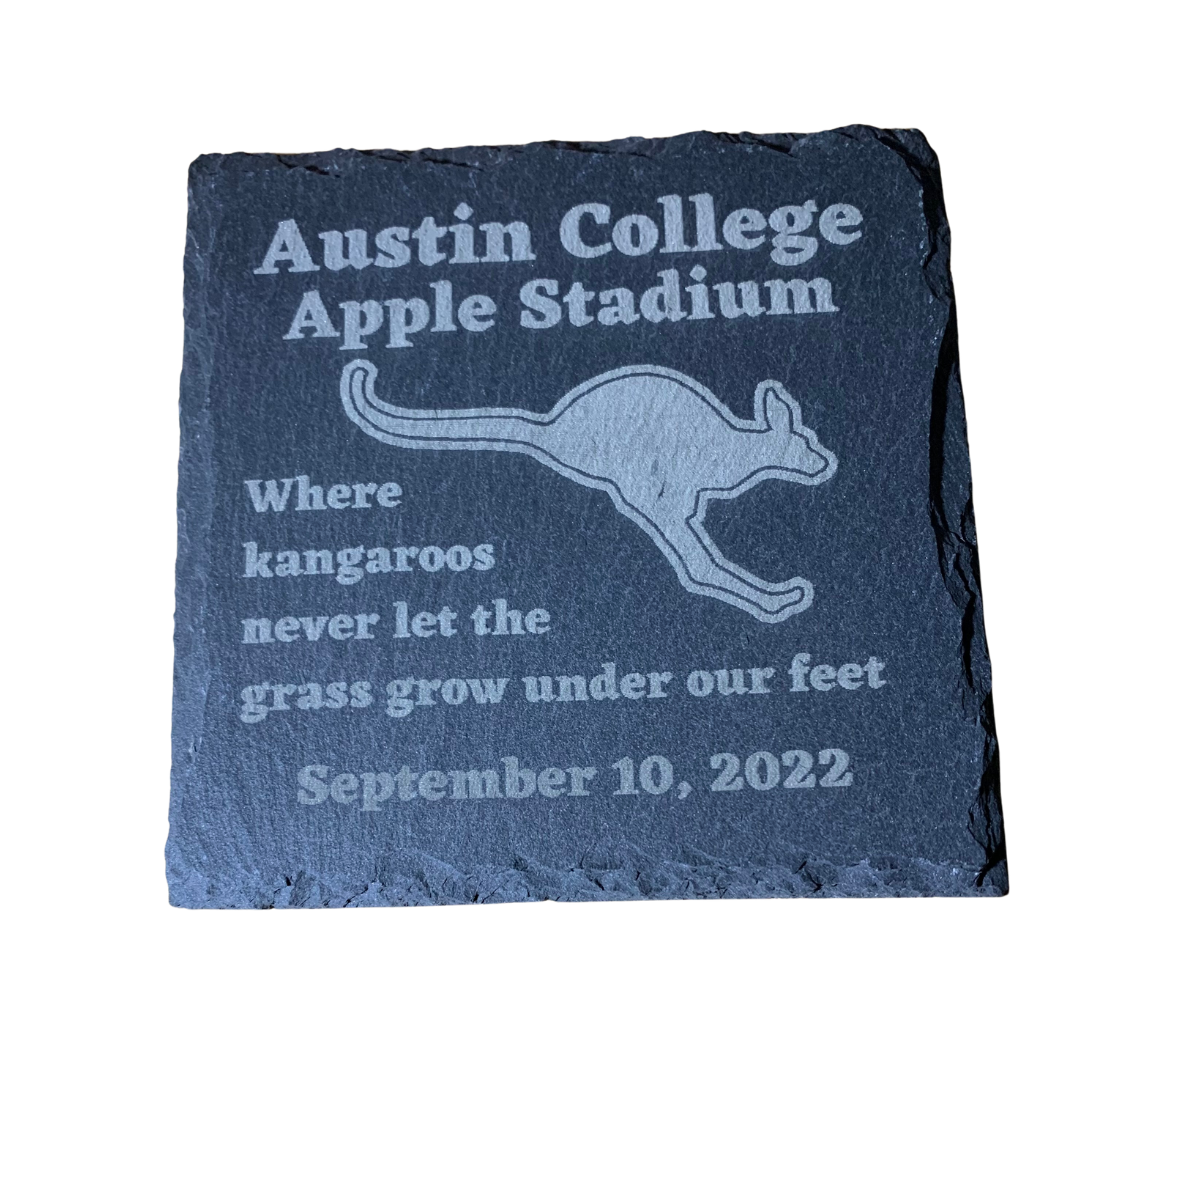 Austin College
Apple Stadium
Where
kangaroos
never let the
grass grow under our feet
September 10, 2022